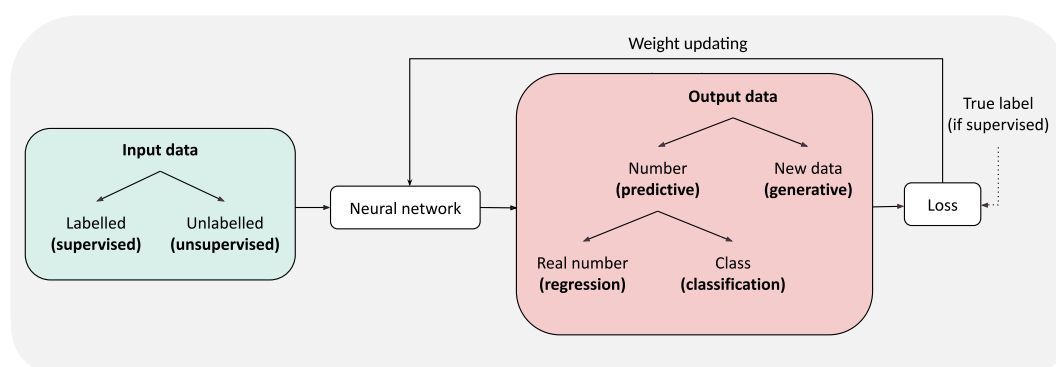 Weight updating
Input data
Labelled
(supervised)
Unlabelled
(unsupervised)
Neural network
Output data
Number
(predictive)
New data
(generative)
Real number
(regression)
Class
(classification)
Loss
True label
(if supervised)